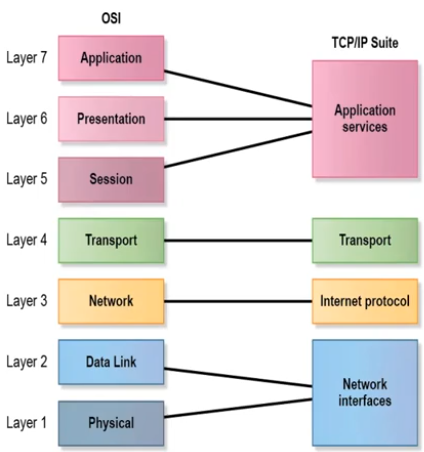 OSI
TCP/IP Suite
Layer 7
Application
Layer 6
Presentation
Application
services
Layer 5
Session
Layer 4
Transport
Transport
Layer 3
Network
Internet protocol
Layer 2
Data Link
Network
interfaces
Layer 1
Physical